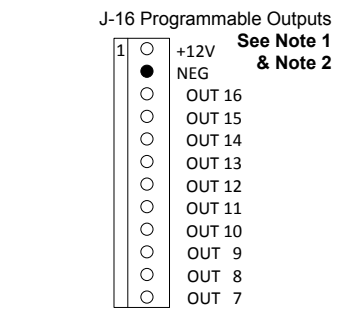 J-16 Programmable Outputs
1 +12V See Note 1
NEG & Note 2
OUT 16
OUT 15
OUT 14
OUT 13
OUT 12
OUT 11
OUT 10
OUT 9
OUT 8
OUT 7